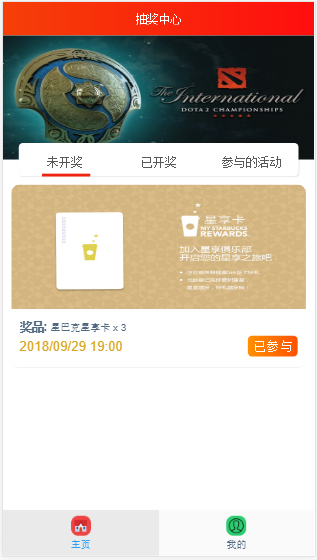 抽奖中心
The International
DOTA 2 CHAMPIONSHIPS
未开奖 已开奖 参与的活动
星享卡
MY STARBUCKS
REWARDS
加入星享俱乐部
开启您的星享之旅吧
奖品: 星巴克星享卡 x 3
2018/09/29 19:00
已参与
主页 我的